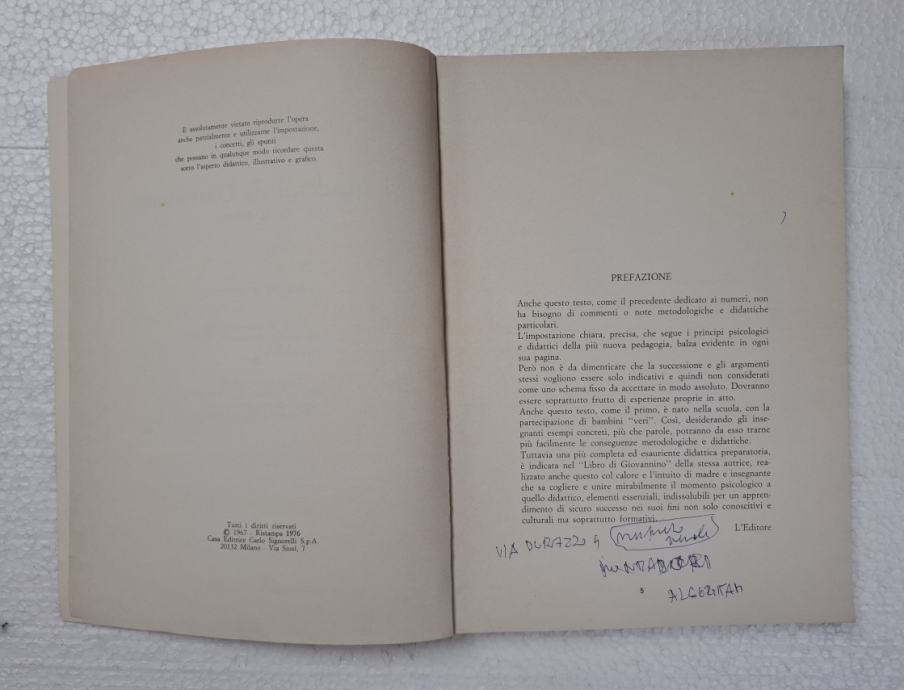 È assolutamente vietato riprodurre l'opera
anche parzialmente e utilizzarne l'impostazione,
i concetti, gli spunti
che possano in qualunque modo ricordare questa
sotto l'aspetto didattico, illustrativo e grafico.
Tutti i diritti riservati
© 1967 - Ristampa 1976
Casa Editrice Carlo Signorelli S.p.A.
20132 Milano - Via Sossi, 7
PREFAZIONE
Anche questo testo, come il precedente dedicato ai numeri, non
ha bisogno di commenti o note metodologiche e didattiche
particolari.
L'impostazione chiara, precisa, che segue i principi psicologici
e didattici della più nuova pedagogia, balza evidente in ogni
sua pagina.
Però non è da dimenticare che la successione e gli argomenti
stessi vogliono essere solo indicativi e quindi non considerati
come uno schema fisso da accettare in modo assoluto. Dovranno
essere soprattutto frutto di esperienze proprie in atto.
Anche questo testo, come il primo, è nato nella scuola, con la
partecipazione di bambini "veri". Così, desiderando gli inse-
gnanti esempi concreti, più che parole, potranno da esso trarne
più facilmente le conseguenze metodologiche e didattiche.
Tuttavia una più completa ed esauriente didattica preparatoria,
è indicata nel "Libro di Giovannino" della stessa autrice, rea-
lizzato anche questo col calore e l'intuito di madre e insegnante
che sa cogliere e unire mirabilmente il momento psicologico a
quello didattico, elementi essenziali, indissolubili per un appren-
dimento di sicuro successo nei suoi fini non solo conoscitivi e
culturali ma soprattutto formativi.
L'Editore
VIA DURAZZO 9
5